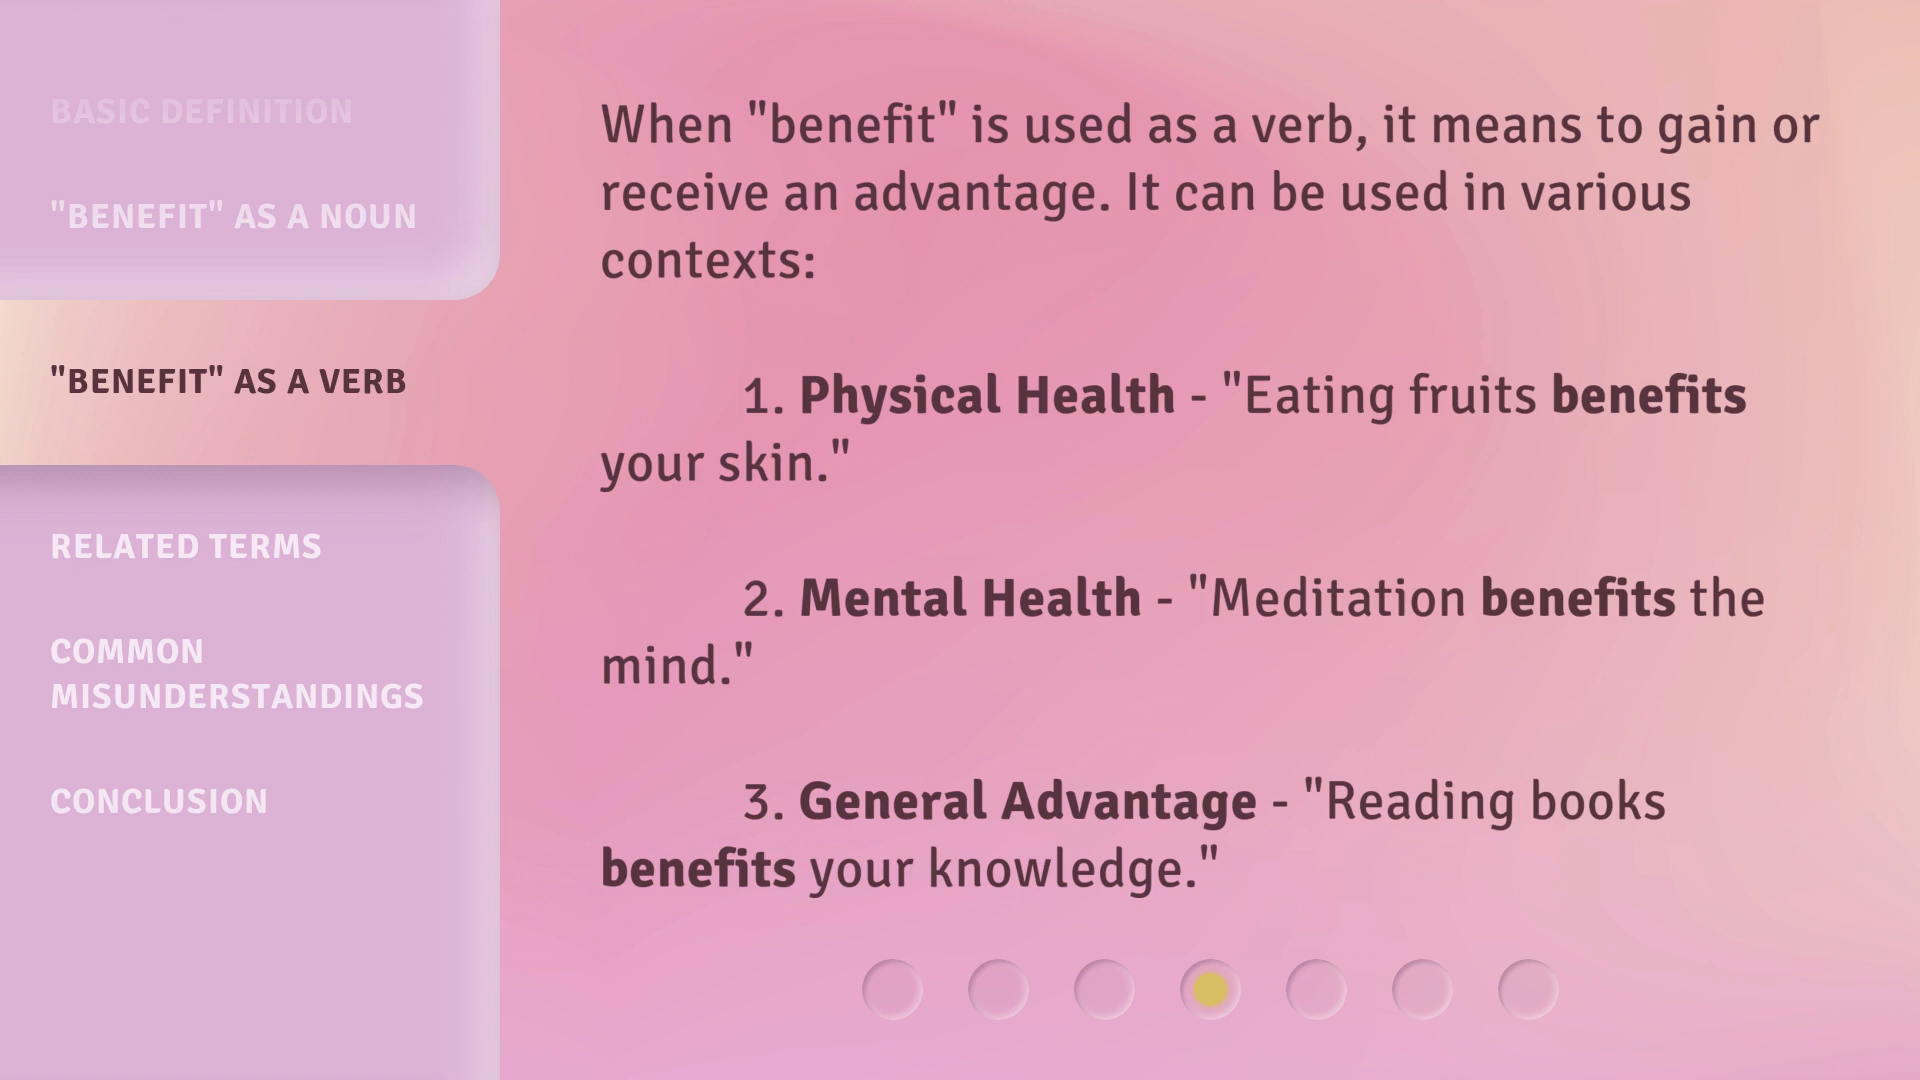 BASIC DEFINITION
"BENEFIT" AS A NOUN
"BENEFIT" AS A VERB
RELATED TERMS
COMMON
MISUNDERSTANDINGS
CONCLUSION
When "benefit" is used as a verb, it means to gain or
receive an advantage. It can be used in various
contexts:
1. Physical Health - "Eating fruits benefits
your skin."
2. Mental Health - "Meditation benefits the
mind."
3. General Advantage - "Reading books
benefits your knowledge."